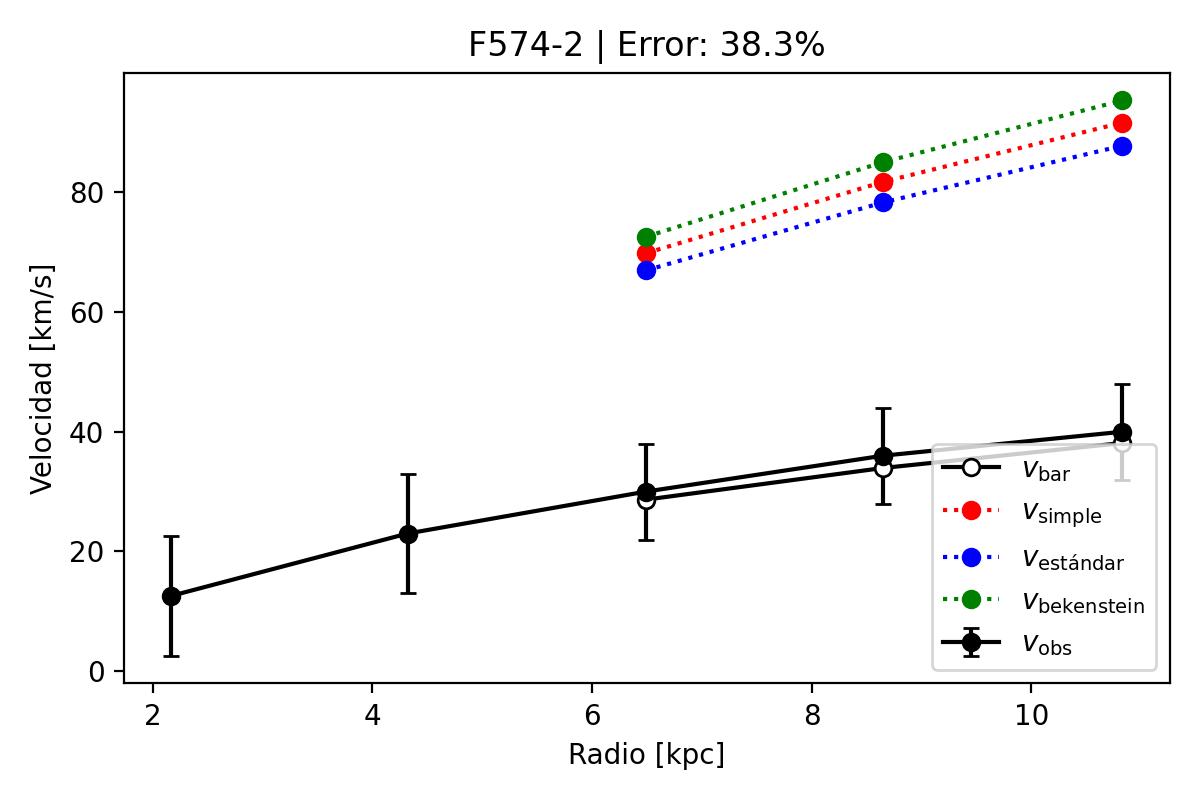 F574-2 | Error: 38.3%
Velocidad [km/s]
80
60
40
20
0
v_bar
v_simple
v_estándar
v_bekenstein
v_obs
2 4 6 8 10
Radio [kpc]